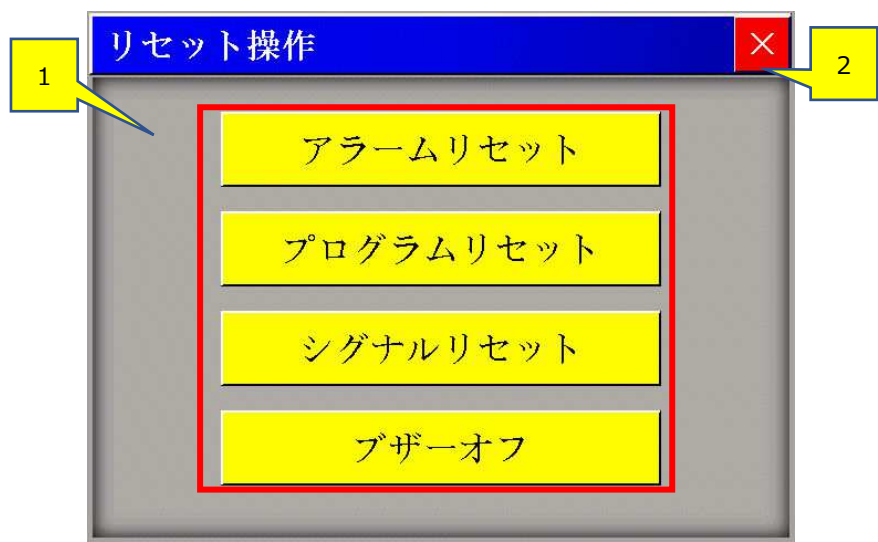 リセット操作
×
1
2
アラームリセット
プログラムリセット
シグナルリセット
ブザーオフ